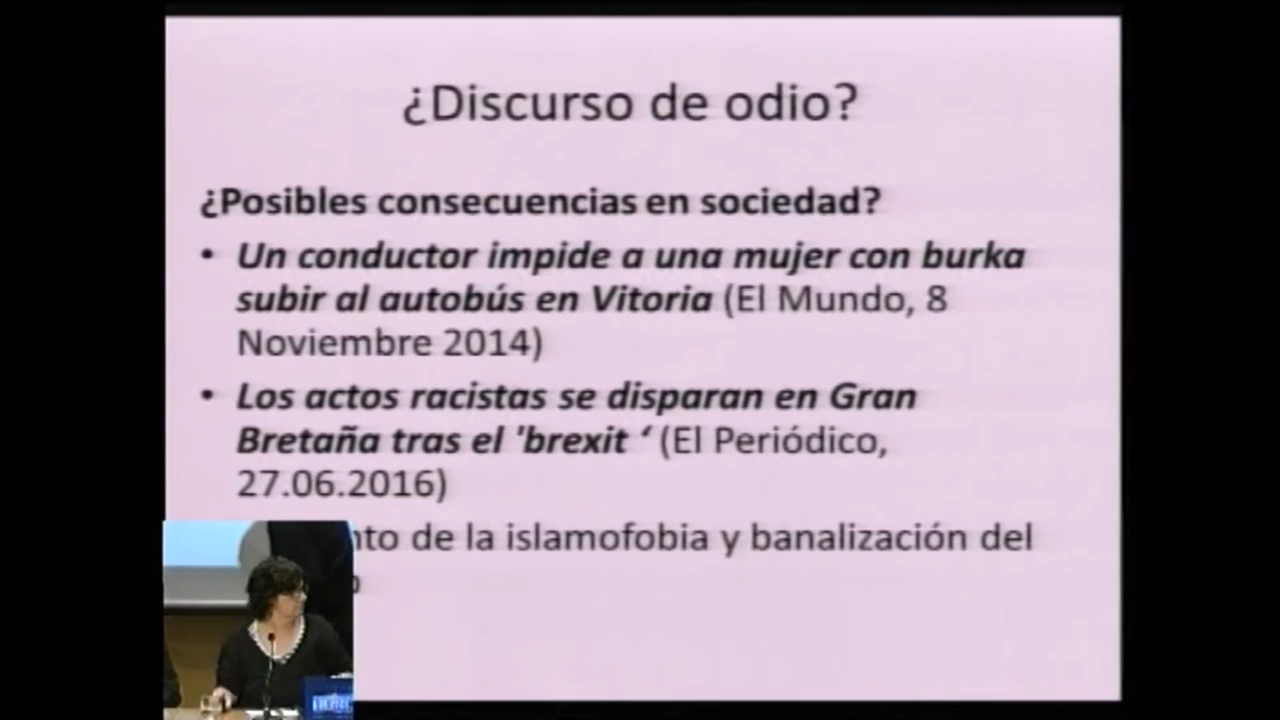 ¿Discurso de odio?
¿Posibles consecuencias en sociedad?
• Un conductor impide a una mujer con burka
subir al autobús en Vitoria (El Mundo, 8
Noviembre 2014)
• Los actos racistas se disparan en Gran
Bretaña tras el 'brexit ‘ (El Periódico,
27.06.2016)
de la islamofobia y banalización del